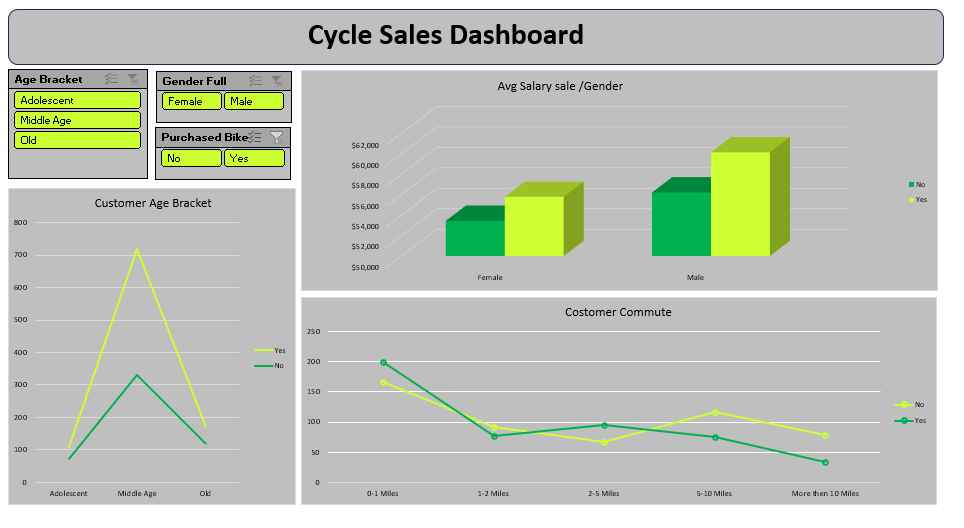 Cycle Sales Dashboard
Age Bracket
Adolescent
Middle Age
Old
Gender Full
Female Male
Purchased Bike
No Yes
Avg Salary sale /Gender
$62,000
$60,000
$58,000
$56,000
$54,000
$52,000
$50,000
Female Male
No
Yes
Customer Age Bracket
800
700
600
500
400
300
200
100
0
Adolescent Middle Age Old
Yes
No
Costomer Commute
250
200
150
100
50
0
0-1 Miles 1-2 Miles 2-5 Miles 5-10 Miles More then 10 Miles
No
Yes